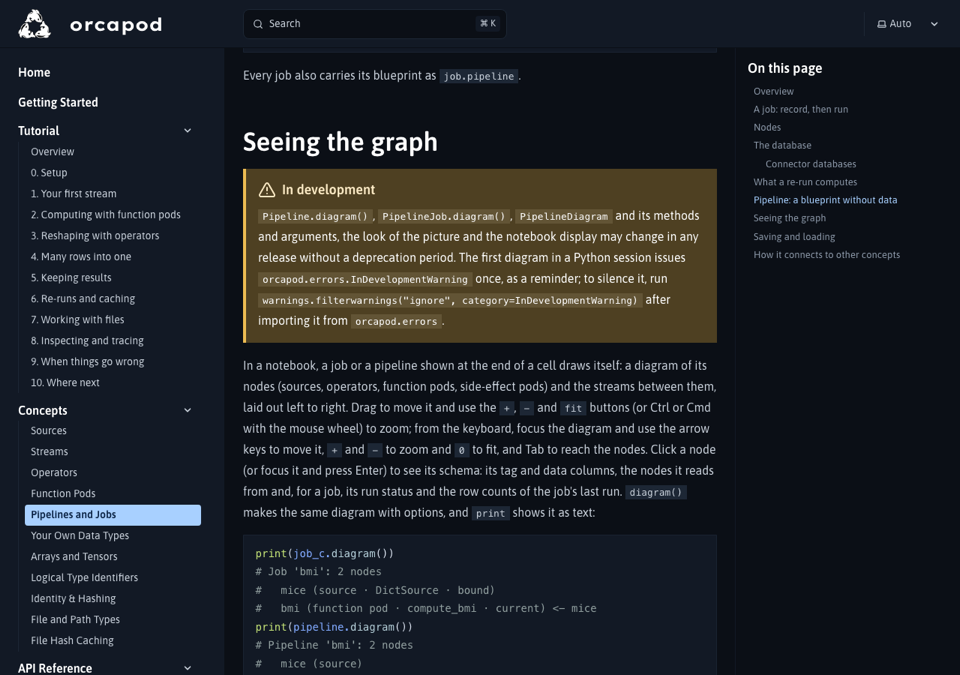 orcapod
Search
⌘ K
Auto
Home
Getting Started
Tutorial
Overview
0. Setup
1. Your first stream
2. Computing with function pods
3. Reshaping with operators
4. Many rows into one
5. Keeping results
6. Re-runs and caching
7. Working with files
8. Inspecting and tracing
9. When things go wrong
10. Where next
Concepts
Sources
Streams
Operators
Function Pods
Pipelines and Jobs
Your Own Data Types
Arrays and Tensors
Logical Type Identifiers
Identity & Hashing
File and Path Types
File Hash Caching
API Reference
Every job also carries its blueprint as job.pipeline.
Seeing the graph
In development
Pipeline.diagram(), PipelineJob.diagram(), PipelineDiagram and its methods
and arguments, the look of the picture and the notebook display may change in any
release without a deprecation period. The first diagram in a Python session issues
orcapod.errors.InDevelopmentWarning once, as a reminder; to silence it, run
warnings.filterwarnings("ignore", category=InDevelopmentWarning) after
importing it from orcapod.errors.
In a notebook, a job or a pipeline shown at the end of a cell draws itself: a diagram of its
nodes (sources, operators, function pods, side-effect pods) and the streams between them,
laid out left to right. Drag to move it and use the +, − and fit buttons (or Ctrl or Cmd
with the mouse wheel) to zoom; from the keyboard, focus the diagram and use the arrow
keys to move it, + and − to zoom and 0 to fit, and Tab to reach the nodes. Click a node
(or focus it and press Enter) to see its schema: its tag and data columns, the nodes it reads
from and, for a job, its run status and the row counts of the job's last run. diagram()
makes the same diagram with options, and print shows it as text:
print(job_c.diagram())
# Job 'bmi': 2 nodes
#   mice (source · DictSource · bound)
#   bmi (function pod · compute_bmi · current) <− mice
print(pipeline.diagram())
# Pipeline 'bmi': 2 nodes
#   mice (source)
On this page
Overview
A job: record, then run
Nodes
The database
Connector databases
What a re-run computes
Pipeline: a blueprint without data
Seeing the graph
Saving and loading
How it connects to other concepts